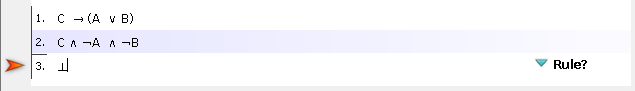 1. C → (A ∨ B)
2. C ∧ ¬A ∧ ¬B
3. ⊥ Rule?